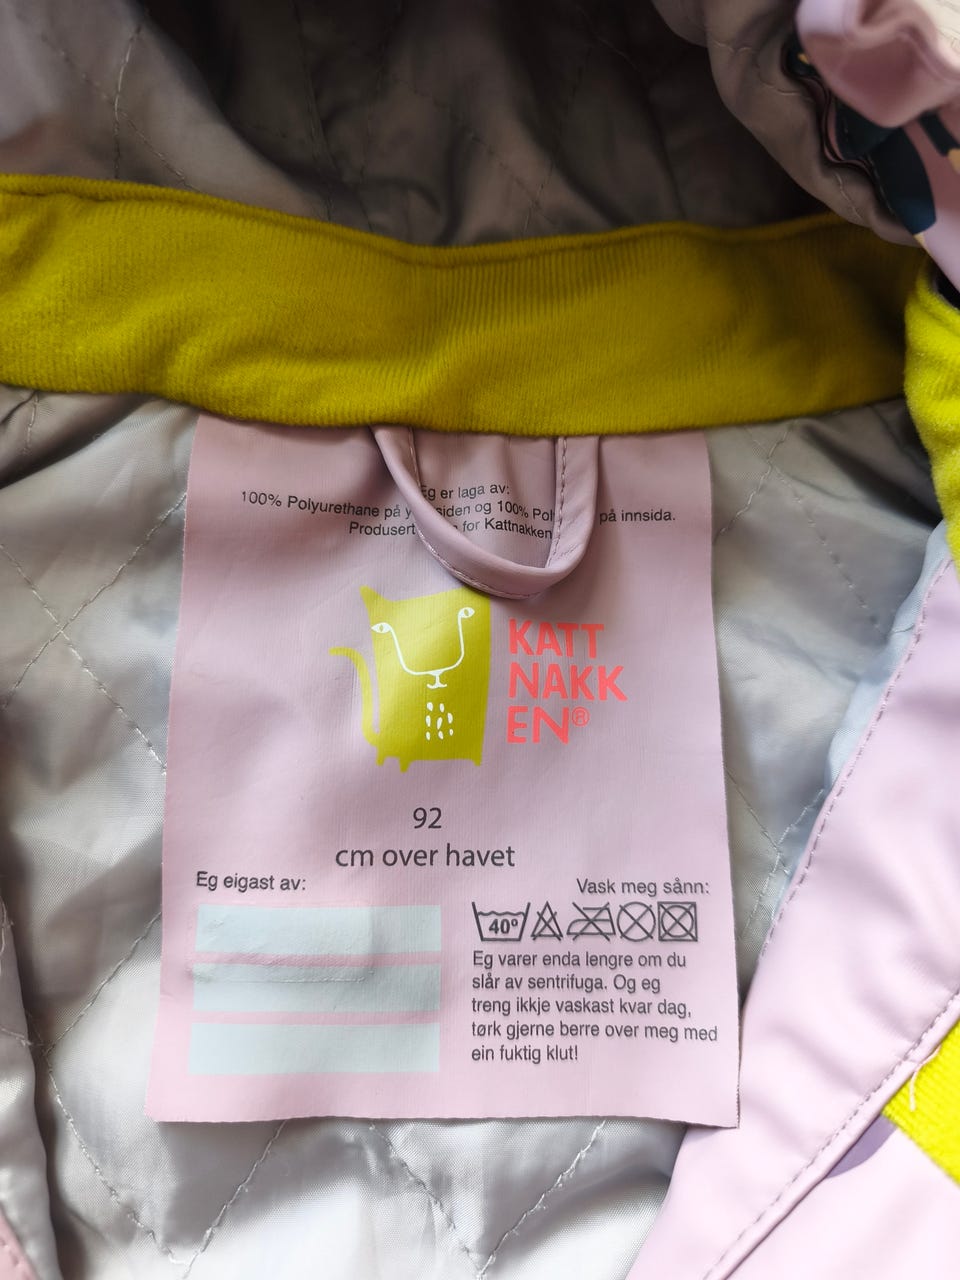 Eg er laga av:
100% Polyurethane på siden og 100% på innsida.
Produsert for Kattnakken
KATT
NAKK
EN®
92
cm over havet
Eg eigast av:
Vask meg sånn:
40°
Eg varer enda lengre om du
slår av sentrifuga. Og eg
treng ikkje vaskast kvar dag,
tørk gjerne berre over meg med
ein fuktig klut!